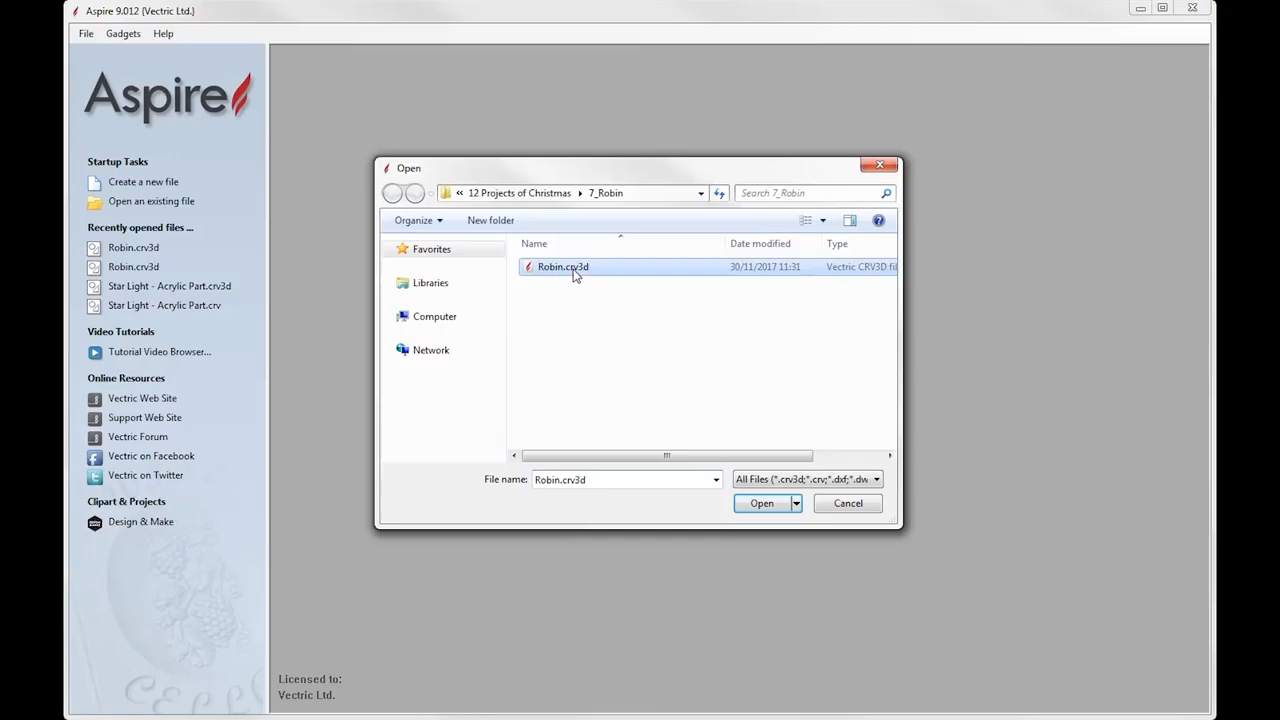 Aspire 9.012 {Vectric Ltd.}
File Gadgets Help
Aspire
Startup Tasks
Create a new file
Open an existing file
Recently opened files ...
Robin.crv3d
Robin.crv3d
Star Light - Acrylic Part.crv3d
Star Light - Acrylic Part.crv
Video Tutorials
Tutorial Video Browser...
Online Resources
Vectric Web Site
Support Web Site
Vectric Forum
Vectric on Facebook
Vectric on Twitter
Clipart & Projects
Design & Make
Open
« 12 Projects of Christmas 7_Robin
Search 7_Robin
Organize New folder
Favorites
Libraries
Computer
Network
Name Date modified Type
Robin.crv3d 30/11/2017 11:31 Vectric CRV3D fil
File name: Robin.crv3d All Files (*.crv3d;*.crv;*.dxf;*.dw
Open Cancel
Licensed to:
Vectric Ltd.